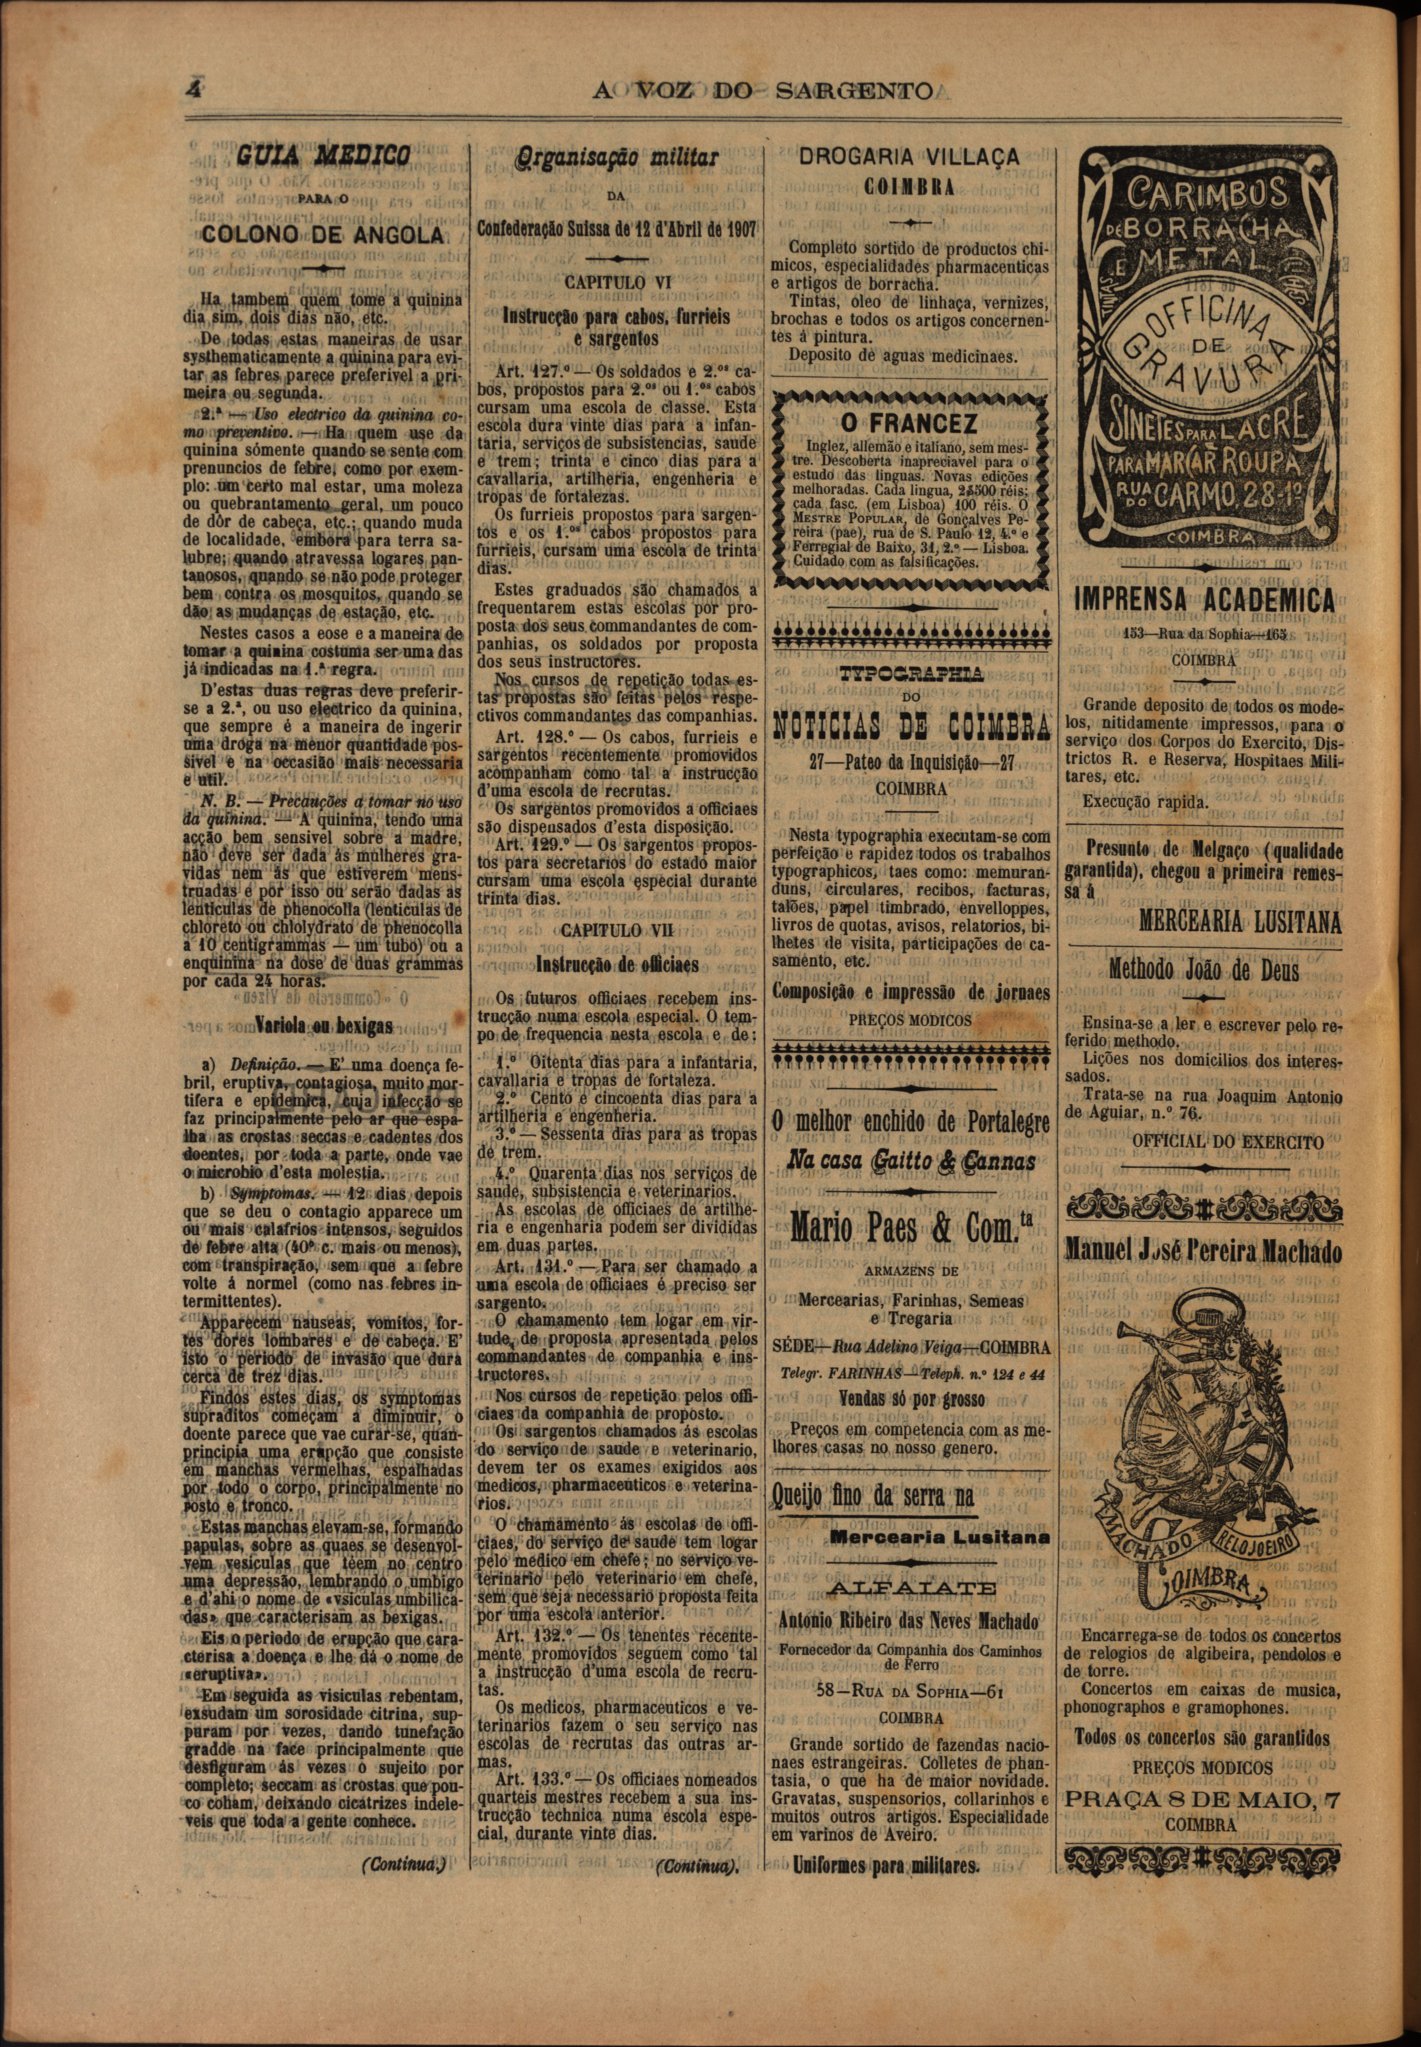 4
A VOZ DO SARGENTO
GUIA MEDICO
PARA O
COLONO DE ANGOLA
Ha tambem quem tome a quinina
dia sim, dois dias não, etc.
De todas estas maneiras de usar
systhematicamente a quinina para evi-
tar as febres parece preferivel a pri-
meira ou segunda.
2.ª — Uso electrico da quinina co-
mo preventivo. — Ha quem use da
quinina sómente quando se sente com
prenuncios de febre, como por exem-
plo: um certo mal estar, uma moleza
ou quebrantamento geral, um pouco
de dôr de cabeça, etc.; quando muda
de localidade, embora para terra sa-
lubre; quando atravessa logares pan-
tanosos, quando se não pode proteger
bem contra os mosquitos, quando se
dão as mudanças de estação, etc.
Nestes casos a eose e a maneira de
tomar a quinina costuma ser uma das
já indicadas na 1.ª regra.
D'estas duas regras deve preferir-
se a 2.ª, ou uso electrico da quinina,
que sempre é a maneira de ingerir
uma droga na menor quantidade pos-
sivel e na occasião mais necessaria
e util.
N. B. — Precauções a tomar no uso
da quinina. — A quinina, tendo uma
acção bem sensivel sobre a madre,
não deve ser dada ás mulheres gra-
vidas nem ás que estiverem mens-
truadas e por isso ou serão dadas as
lenticulas de phenocolla (lenticulas de
chloreto ou chlolydrato de phenocolla
a 10 centigrammas — um tubo) ou a
enquinina na dose de duas grammas
por cada 24 horas.
Variola ou bexigas
a) Definição. — E' uma doença fe-
bril, eruptiva, contagiosa, muito mor-
tifera e epidemica, cuja infecção se
faz principalmente pelo ar que espa-
lha as crostas seccas e cadentes dos
doentes, por toda a parte, onde vae
o microbio d'esta molestia.
b) Symptomas. — 12 dias depois
que se deu o contagio apparece um
ou mais calafrios intensos, seguidos
de febre alta (40º c. mais ou menos),
com transpiração, sem que a febre
volte á normel (como nas febres in-
termittentes).
Apparecem nauseas, vomitos, for-
tes dores lombares e de cabeça. E'
isto o periodo de invasão que dura
cerca de trez dias.
Findos estes dias, os symptomas
supraditos começam a diminuir, o
doente parece que vae curar-se, quan-
principia uma erupção que consiste
em manchas vermelhas, espalhadas
por todo o corpo, principalmente no
posto e tronco.
Estas manchas elevam-se, formando
papulas, sobre as quaes se desenvol-
vem vesiculas que têem no centro
uma depressão, lembrando o umbigo
e d'ahi o nome de «vsiculas umbilica-
das» que caracterisam as bexigas.
Eis o periodo de erupção que cara-
cterisa a doença e lhe dá o nome de
«eruptiva».
Em seguida as visiculas rebentam,
exsudam um sorosidade citrina, sup-
puram por vezes, dando tunefação
gradde na face principalmente que
desfiguram ás vezes o sujeito por
completo; seccam as crostas que pou-
co coham, deixando cicatrizes indele-
veis que toda a gente conhece.
(Continua.)
Organisação militar
DA
Confederação Suissa de 12 d'Abril de 1907
CAPITULO VI
Instrucção para cabos, furrieis
e sargentos
Art. 127.º — Os soldados e 2.ºs ca-
bos, propostos para 2.ºs ou 1.ºs cabos
cursam uma escola de classe. Esta
escola dura vinte dias para a infan-
taria, serviços de subsistencias, saude
e trem; trinta e cinco dias para a
cavallaria, artilheria, engenheria e
tropas de fortalezas.
Os furrieis propostos para sargen-
tos e os 1.ºs cabos propostos para
furrieis, cursam uma escola de trinta
dias.
Estes graduados são chamados a
frequentarem estas escolas por pro-
posta dos seus commandantes de com-
panhias, os soldados por proposta
dos seus instructores.
Nos cursos de repetição todas es-
tas propostas são feitas pelos respe-
ctivos commandantes das companhias.
Art. 128.º — Os cabos, furrieis e
sargentos recentemente promovidos
acompanham como tal a instrucção
d'uma escola de recrutas.
Os sargentos promovidos a officiaes
são dispensados d'esta disposição.
Art. 129.º — Os sargentos propos-
tos para secretarios do estado maior
cursam uma escola especial durante
trinta dias.
CAPITULO VII
Instrucção de officiaes
Os futuros officiaes recebem ins-
trucção numa escola especial. O tem-
po de frequencia nesta escola e de:
1.º Oitenta dias para a infantaria,
cavallaria e tropas de fortaleza.
2.º Cento e cincoenta dias para a
artilheria e engenheria.
3.º — Sessenta dias para as tropas
de trem.
4.º Quarenta dias nos serviços de
saude, subsistencia e veterinarios.
As escolas de officiaes de artilhe-
ria e engenharia podem ser divididas
em duas partes.
Art. 131.º — Para ser chamado a
uma escola de officiaes é preciso ser
sargento.
O chamamento tem logar em vir-
tude, de proposta apresentada pelos
commandantes de companhia e ins-
tructores.
Nos cursos de repetição pelos offi-
ciaes da companhia de proposto.
Os sargentos chamados ás escolas
do serviço de saude e veterinario,
devem ter os exames exigidos aos
medicos, pharmaceuticos e veterina-
rios.
O chamamento ás escolas de offi-
ciaes, do serviço de saude tem logar
pelo medico em chefe; no serviço ve-
terinario pelo veterinario em chefe,
sem que seja necessario proposta feita
por uma escola anterior.
Art. 132.º — Os tenentes recente-
mente promovidos seguem como tal
a instrucção d'uma escola de recru-
tas.
Os medicos, pharmaceuticos e ve-
terinarios fazem o seu serviço nas
escolas de recrutas das outras ar-
mas.
Art. 133.º — Os officiaes nomeados
quarteis mestres recebem a sua ins-
trucção technica numa escola espe-
cial, durante vinte dias.
(Continua).
DROGARIA VILLAÇA
COIMBRA
Completo sortido de productos chi-
micos, especialidades pharmacenticas
e artigos de borracha.
Tintas, oleo de linhaça, vernizes,
brochas e todos os artigos concernen-
tes á pintura.
Deposito de aguas medicinaes.
O FRANCEZ
Inglez, allemão e italiano, sem mes-
tre. Descoberta inapreciavel para o
estudo das linguas. Novas edições
melhoradas. Cada lingua, 2$500 réis;
cada fasc. (em Lisboa) 100 réis. O
MESTRE POPULAR, de Gonçalves Pe-
reira (pae), rua de S. Paulo 12, 4.º e
Ferregial de Baixo, 31, 2.º — Lisboa.
Cuidado com as falsificações.
TYPOGRAPHIA
DO
NOTICIAS DE COIMBRA
27—Pateo da Inquisição—27
COIMBRA
Nesta typographia executam-se com
perfeição e rapidez todos os trabalhos
typographicos, taes como: memuran-
duns, circulares, recibos, facturas,
talões, papel timbrado, envelloppes,
livros de quotas, avisos, relatorios, bi-
lhetes de visita, participações de ca-
samento, etc.
Composição e impressão de jornaes
PREÇOS MODICOS
O melhor enchido de Portalegre
Na casa Gaitto & Cannas
Mario Paes & Com.ta
ARMAZENS DE
Mercearias, Farinhas, Semeas
e Tregaria
SÉDE—Rua Adelino Veiga—COIMBRA
Telegr. FARINHAS—Teleph. n.º 124 e 44
Vendas só por grosso
Preços em competencia com as me-
lhores casas no nosso genero.
Queijo fino da serra na
Mercearia Lusitana
ALFAIATE
Antonio Ribeiro das Neves Machado
Fornecedor da Companhia dos Caminhos
de Ferro
58—RUA DA SOPHIA—61
COIMBRA
Grande sortido de fazendas nacio-
naes estrangeiras. Colletes de phan-
tasia, o que ha de maior novidade.
Gravatas, suspensorios, collarinhos e
muitos outros artigos. Especialidade
em varinos de Aveiro.
Uniformes para militares.
CARIMBOS
DE BORRACHA
E METAL
OFFICINA
DE
GRAVURA
SINETES PARA LACRE
PARA MARCAR ROUPA
RUA DO CARMO 28-1º
COIMBRA
IMPRENSA ACADEMICA
153—Rua da Sophia—165
COIMBRA
Grande deposito de todos os mode-
los, nitidamente impressos, para o
serviço dos Corpos do Exercito, Dis-
trictos R. e Reserva, Hospitaes Mili-
tares, etc.
Execução rapida.
Presunto de Melgaço (qualidade
garantida), chegou a primeira remes-
sa á
MERCEARIA LUSITANA
Methodo João de Deus
Ensina-se a ler e escrever pelo re-
ferido methodo.
Lições nos domicilios dos interes-
sados.
Trata-se na rua Joaquim Antonio
de Aguiar, n.º 76.
OFFICIAL DO EXERCITO
Manuel José Pereira Machado
MACHADO
RELOJOEIRO
COIMBRA
Encarrega-se de todos os concertos
de relogios de algibeira, pendolos e
de torre.
Concertos em caixas de musica,
phonographos e gramophones.
Todos os concertos são garantidos
PREÇOS MODICOS
PRAÇA 8 DE MAIO, 7
COIMBRA